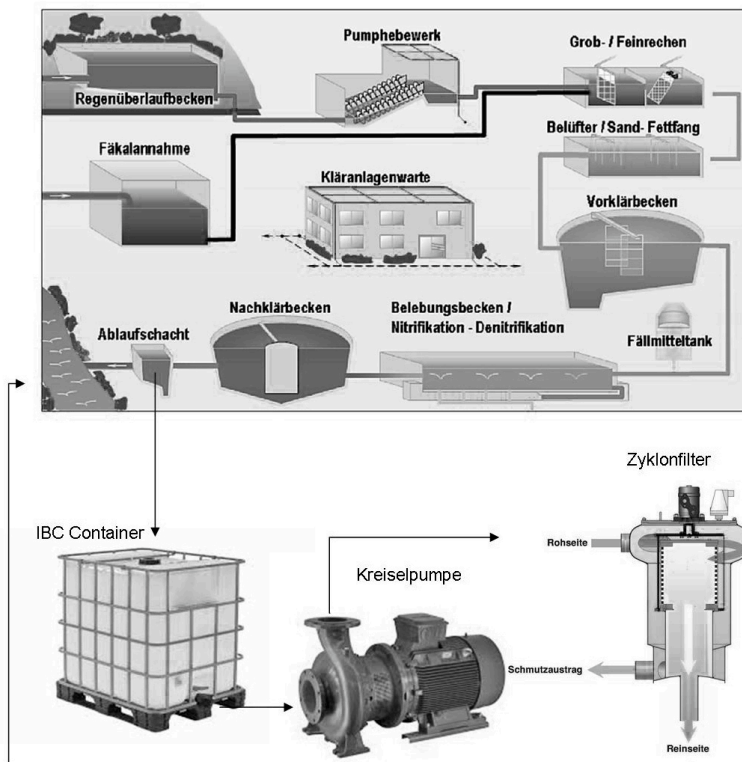 Pumphebewerk
Grob- / Feinrechen
Regenüberlaufbecken
Belüfter / Sand- Fettfang
Fäkalannahme
Kläranlagenwarte
Vorklärbecken
Nachklärbecken
Belebungsbecken /
Nitrifikation - Denitrifikation
Ablaufschacht
Fällmitteltank
Zyklonfilter
IBC Container
Rohseite
Kreiselpumpe
Schmutzaustrag
Reinseite